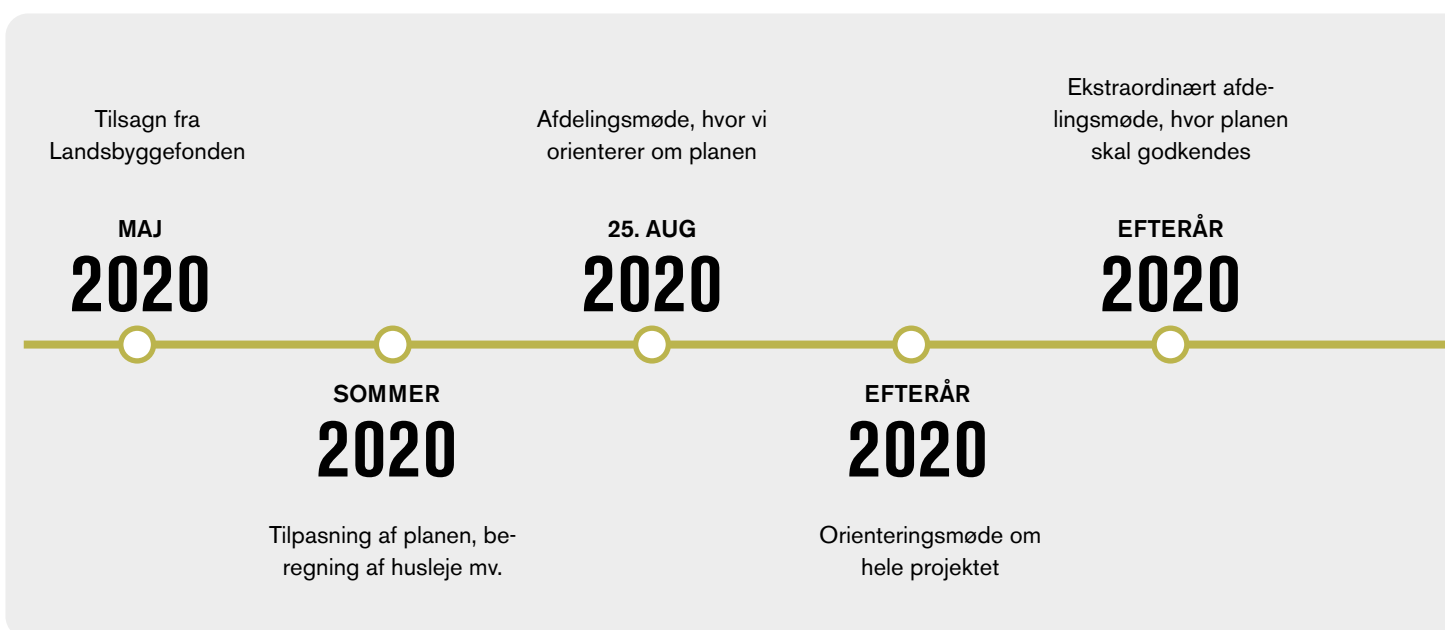 Tilsagn fra
Landsbyggefonden
MAJ
2020
SOMMER
2020
Tilpasning af planen, be-
regning af husleje mv.
Afdelingsmøde, hvor vi
orienterer om planen
25. AUG
2020
EFTERÅR
2020
Orienteringsmøde om
hele projektet
Ekstraordinært afde-
lingsmøde, hvor planen
skal godkendes
EFTERÅR
2020